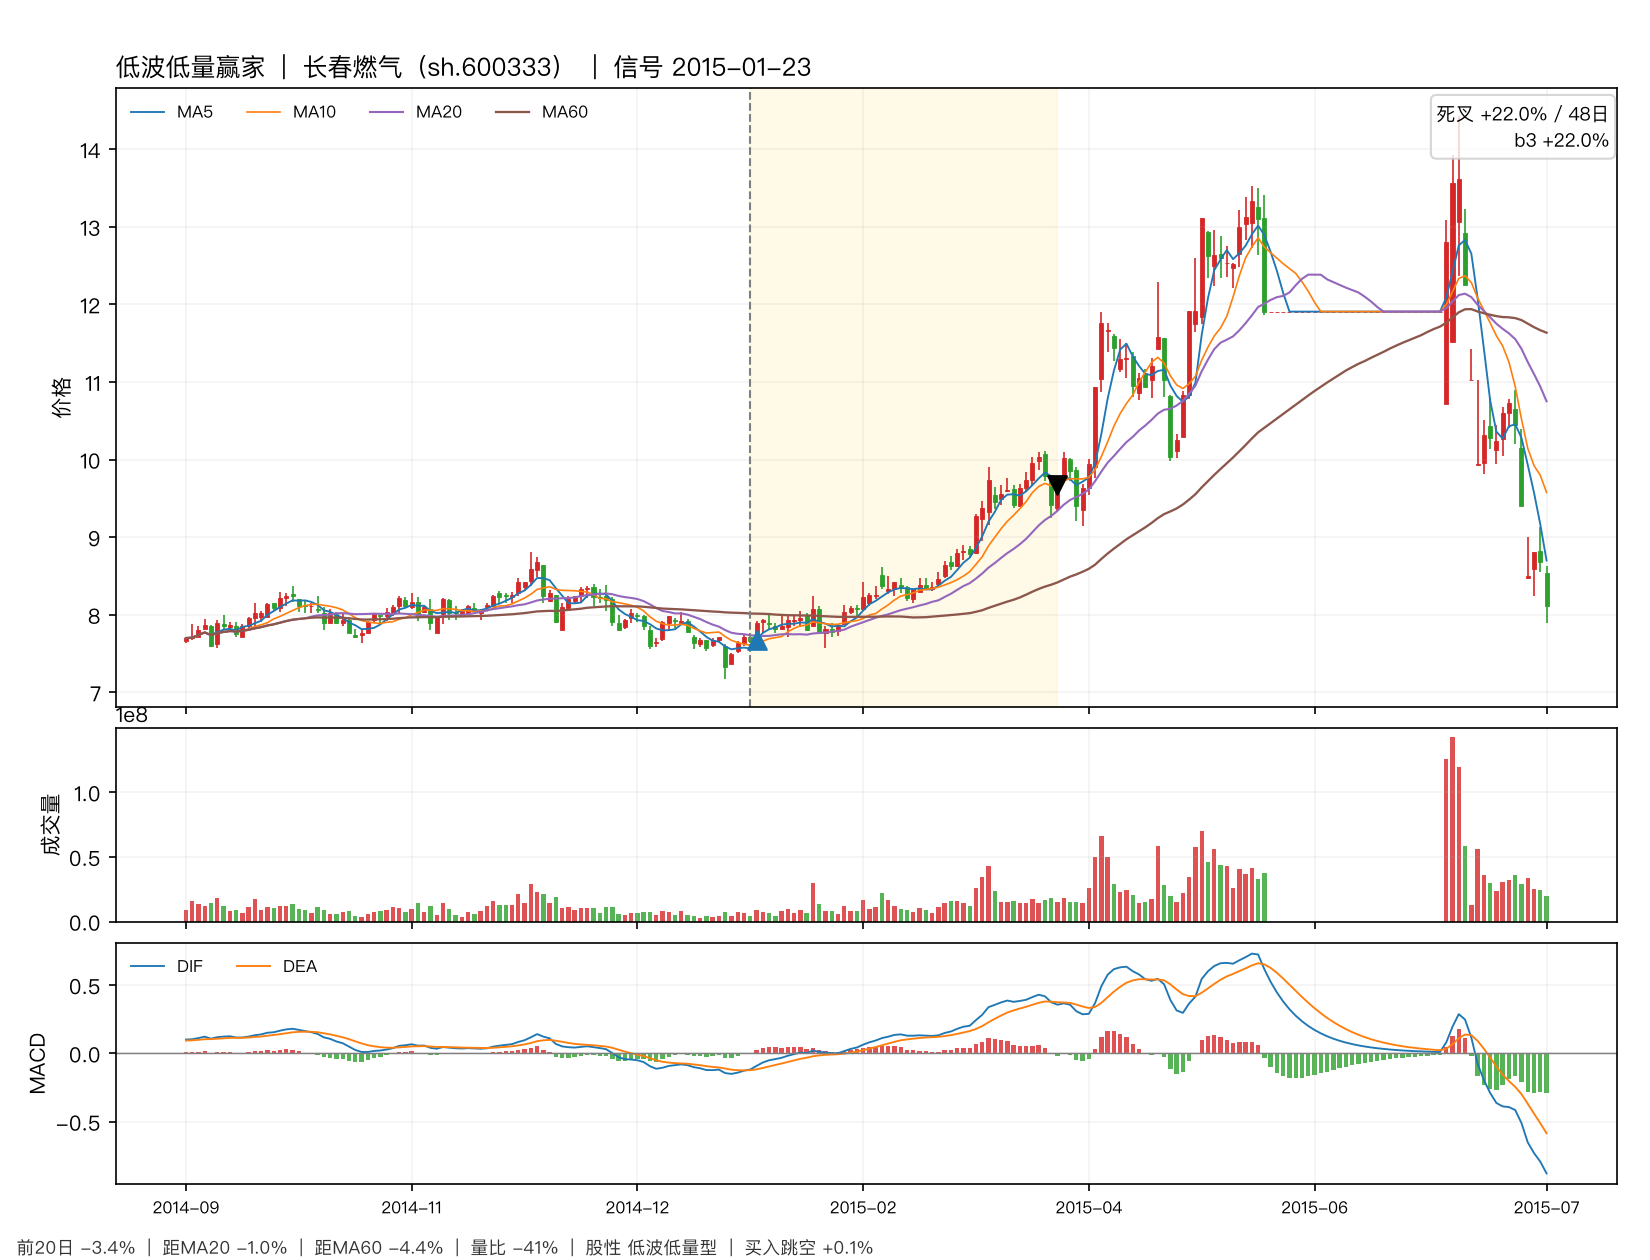 低波低量赢家 | 长春燃气（sh.600333） | 信号 2015-01-23
MA5 MA10 MA20 MA60
死叉 +22.0% / 48日
b3 +22.0%
14
13
12
11
10
9
8
7
价格
1e8
1.0
0.5
0.0
成交量
DIF DEA
0.5
0.0
−0.5
MACD
2014-09 2014-11 2014-12 2015-02 2015-04 2015-06 2015-07
前20日 -3.4% | 距MA20 -1.0% | 距MA60 -4.4% | 量比 -41% | 股性 低波低量型 | 买入跳空 +0.1%